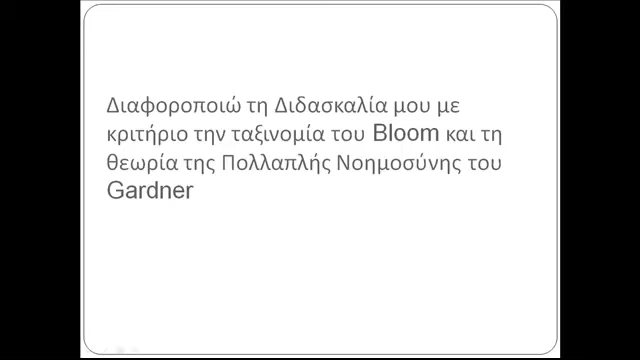 Διαφοροποιώ τη Διδασκαλία μου με
κριτήριο την ταξινομία του Bloom και τη
θεωρία της Πολλαπλής Νοημοσύνης του
Gardner